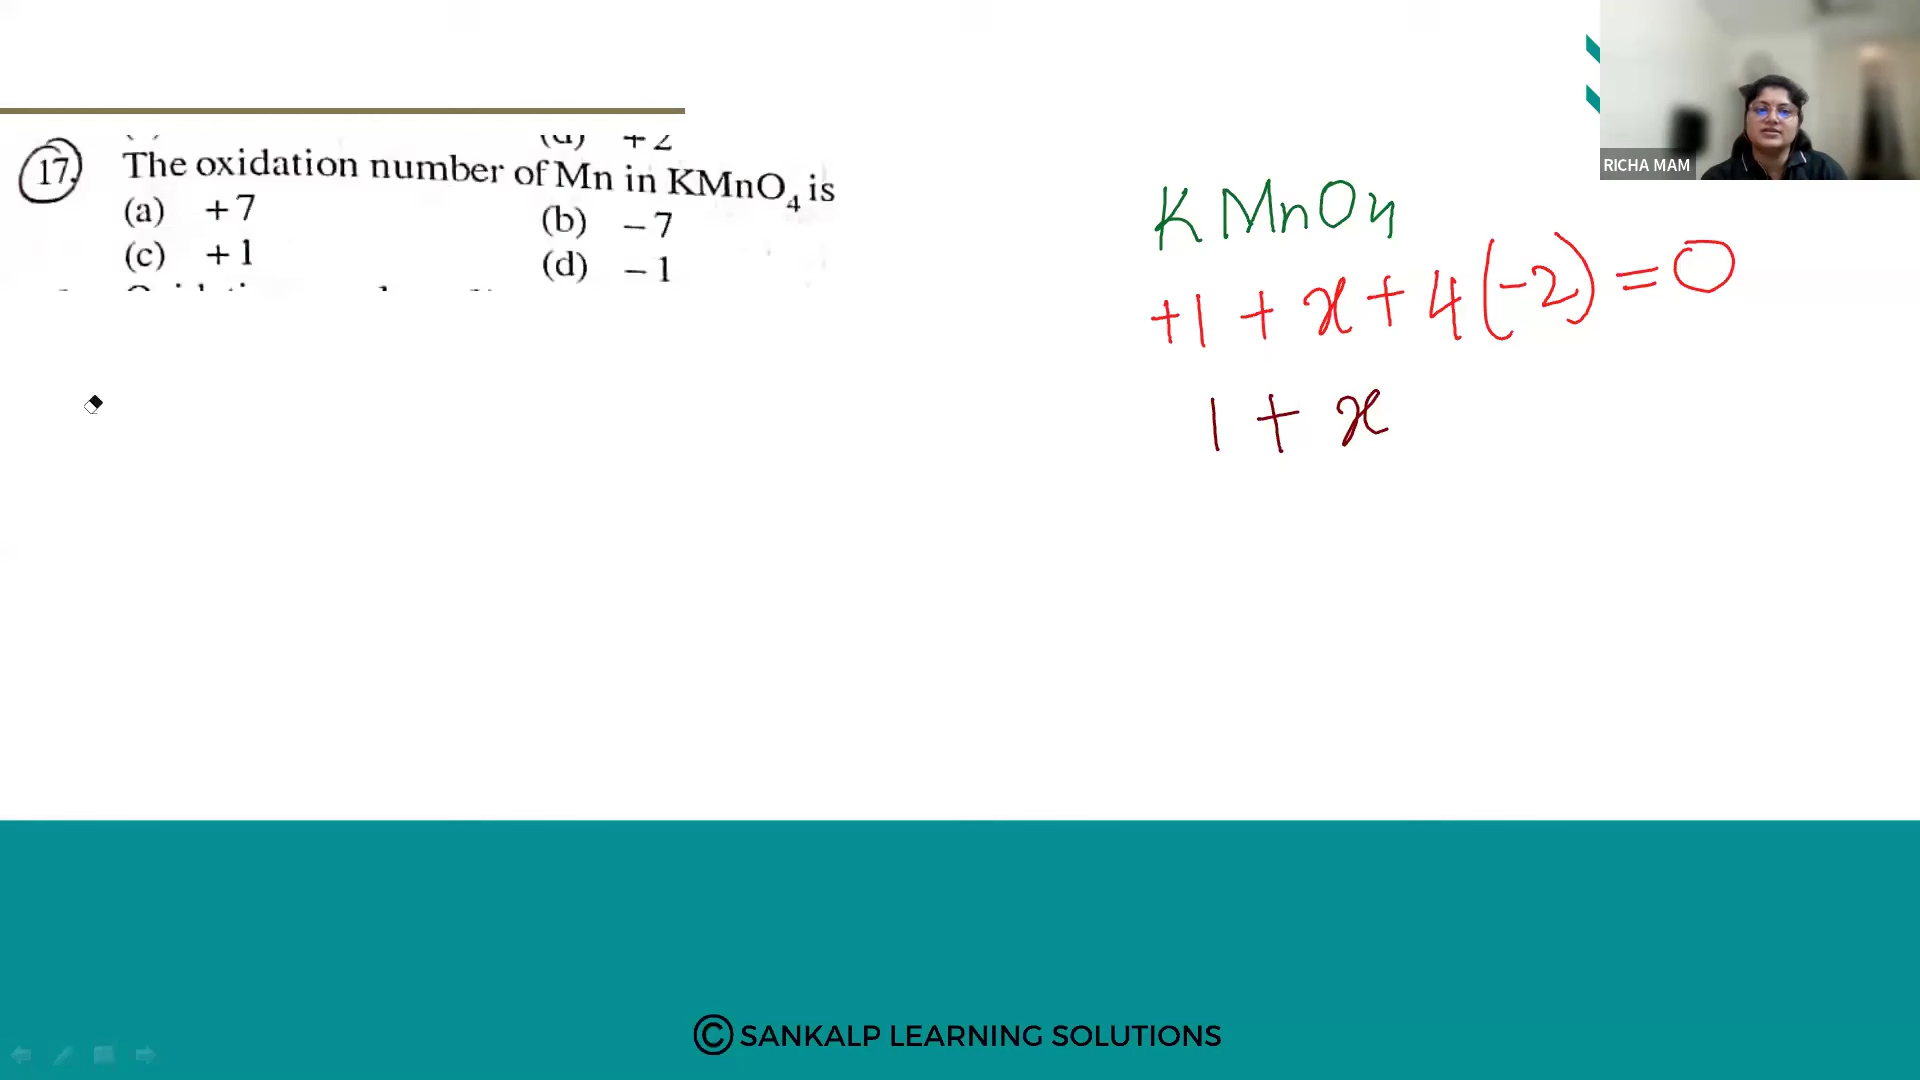 (d) +2
17. The oxidation number of Mn in KMnO4 is
(a) +7 (b) –7
(c) +1 (d) –1
KMnO4
+1 + x + 4(-2) = 0
1 + x
RICHA MAM
© SANKALP LEARNING SOLUTIONS